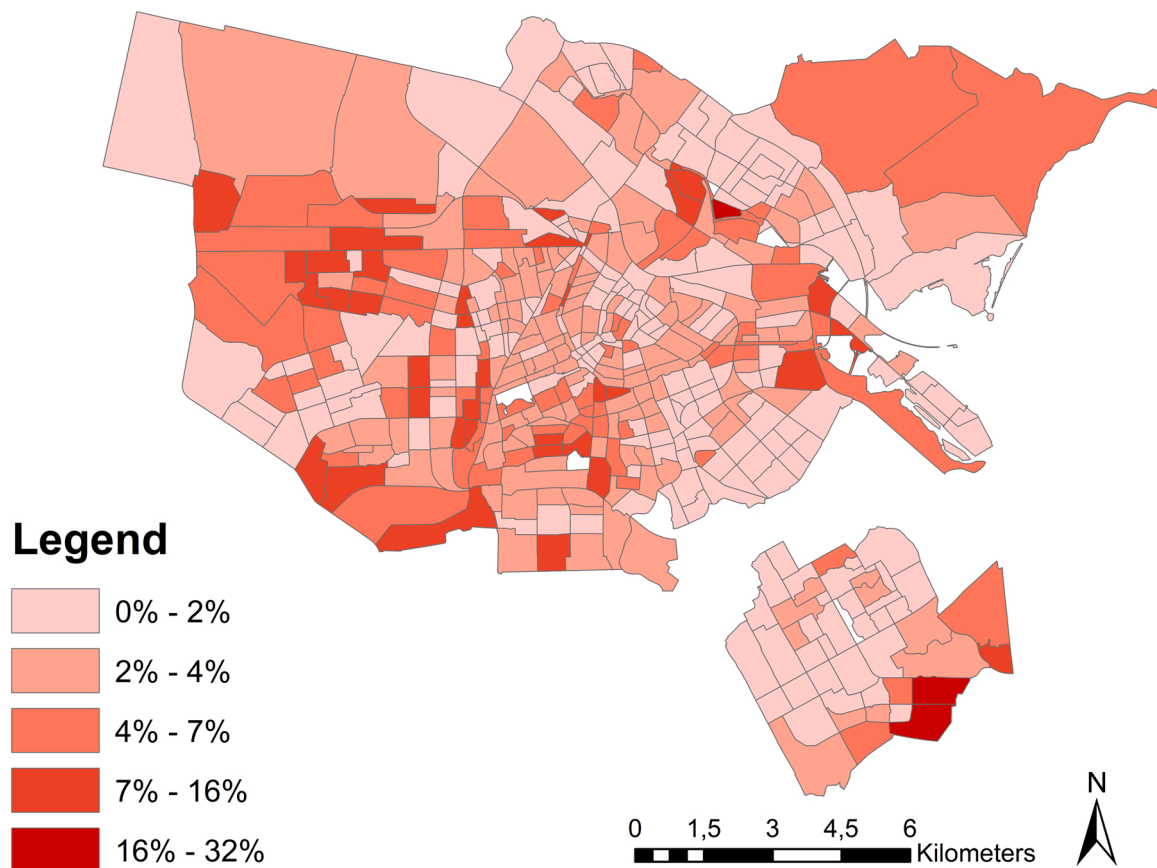 Legend
0% - 2%
2% - 4%
4% - 7%
7% - 16%
16% - 32%
0 1,5 3 4,5 6
Kilometers
N